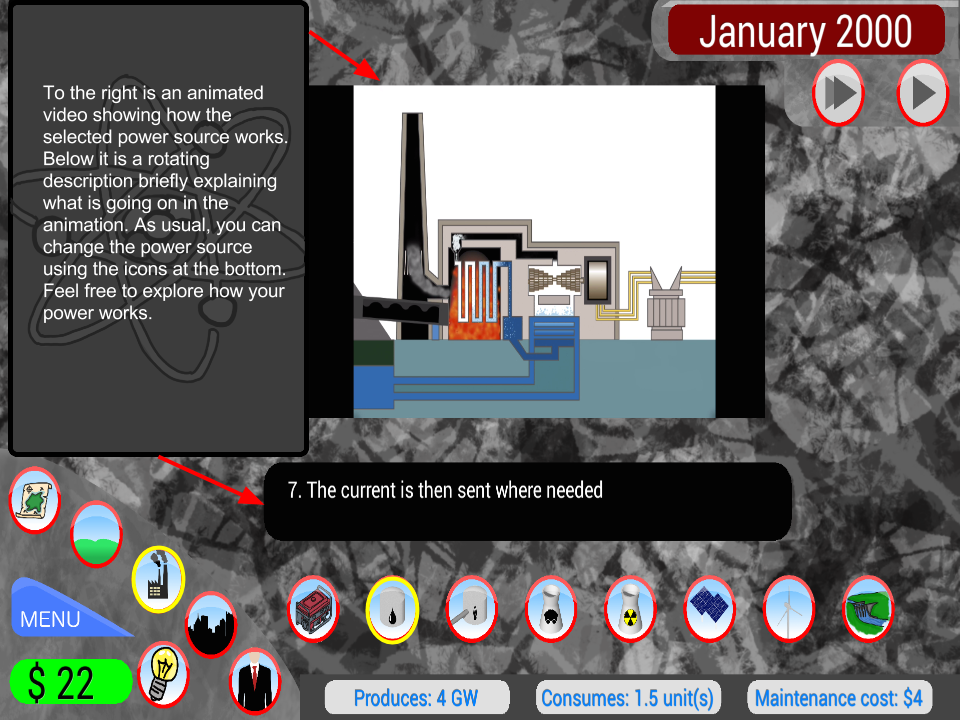 To the right is an animated
video showing how the
selected power source works.
Below it is a rotating
description briefly explaining
what is going on in the
animation. As usual, you can
change the power source
using the icons at the bottom.
Feel free to explore how your
power works.
January 2000
7. The current is then sent where needed
MENU
$ 22
Produces: 4 GW
Consumes: 1.5 unit(s)
Maintenance cost: $4